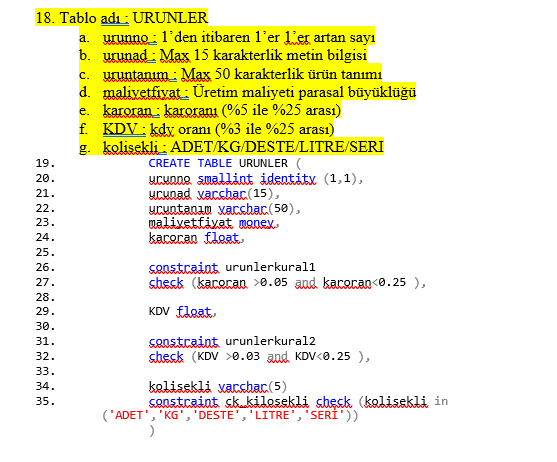 18. Tablo adı : URUNLER
a. urunno : 1’den itibaren 1’er 1’er artan sayı
b. urunad : Max 15 karakterlik metin bilgisi
c. uruntanım : Max 50 karakterlik ürün tanımı
d. maliyetfiyat : Üretim maliyeti parasal büyüklüğü
e. karoran : karoranı (%5 ile %25 arası)
f. KDV : kdv oranı (%3 ile %25 arası)
g. kolisekli : ADET/KG/DESTE/LITRE/SERI
19. CREATE TABLE URUNLER (
20. urunno smallint identity (1,1),
21. urunad varchar(15),
22. uruntanım varchar(50),
23. maliyetfiyat money,
24. karoran float,
25.
26. constraint urunlerkural1
27. check (karoran >0.05 and karoran<0.25 ),
28.
29. KDV float,
30.
31. constraint urunlerkural2
32. check (KDV >0.03 and KDV<0.25 ),
33.
34. kolisekli varchar(5)
35. constraint ck_kilosekli check (kolisekli in
('ADET','KG','DESTE','LITRE','SERİ'))
)